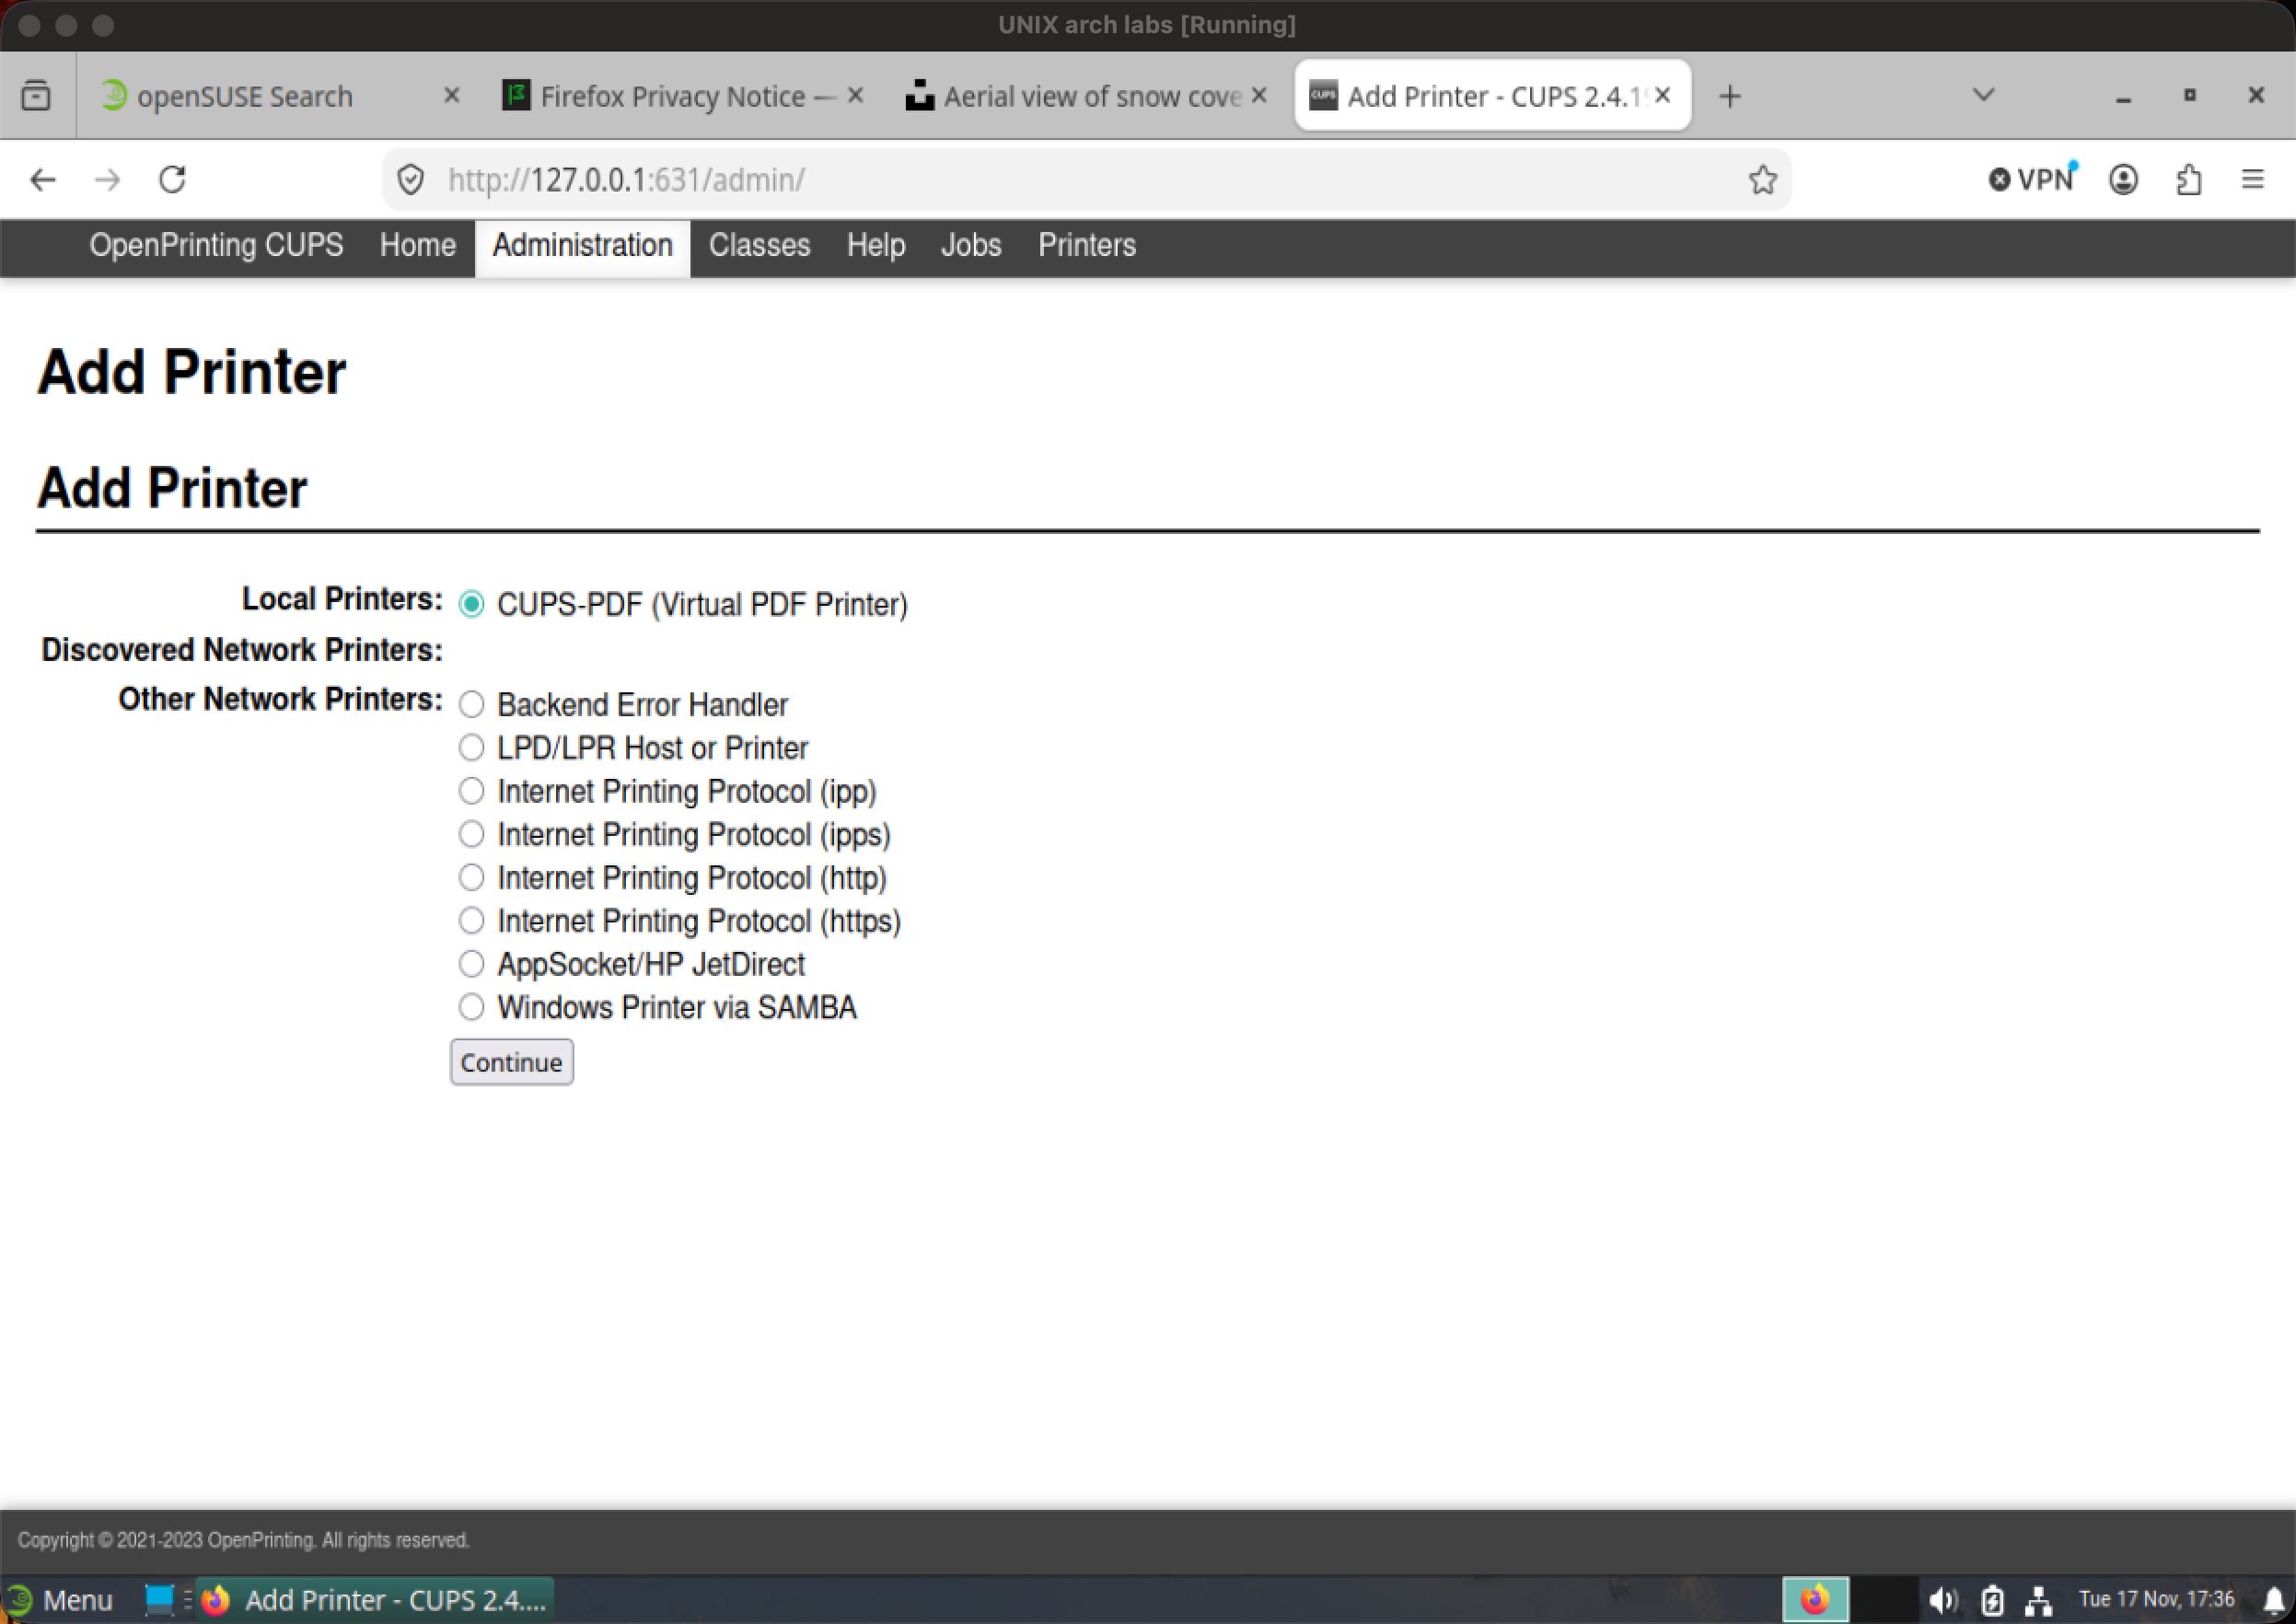 UNIX arch labs [Running]
openSUSE Search
Firefox Privacy Notice —
Aerial view of snow cove
CUPS
Add Printer - CUPS 2.4.1
http://127.0.0.1:631/admin/
VPN
OpenPrinting CUPS Home Administration Classes Help Jobs Printers
Add Printer
Add Printer
Local Printers: CUPS-PDF (Virtual PDF Printer)
Discovered Network Printers:
Other Network Printers: Backend Error Handler
LPD/LPR Host or Printer
Internet Printing Protocol (ipp)
Internet Printing Protocol (ipps)
Internet Printing Protocol (http)
Internet Printing Protocol (https)
AppSocket/HP JetDirect
Windows Printer via SAMBA
Continue
Copyright © 2021-2023 OpenPrinting. All rights reserved.
Menu
Add Printer - CUPS 2.4....
Tue 17 Nov, 17:36